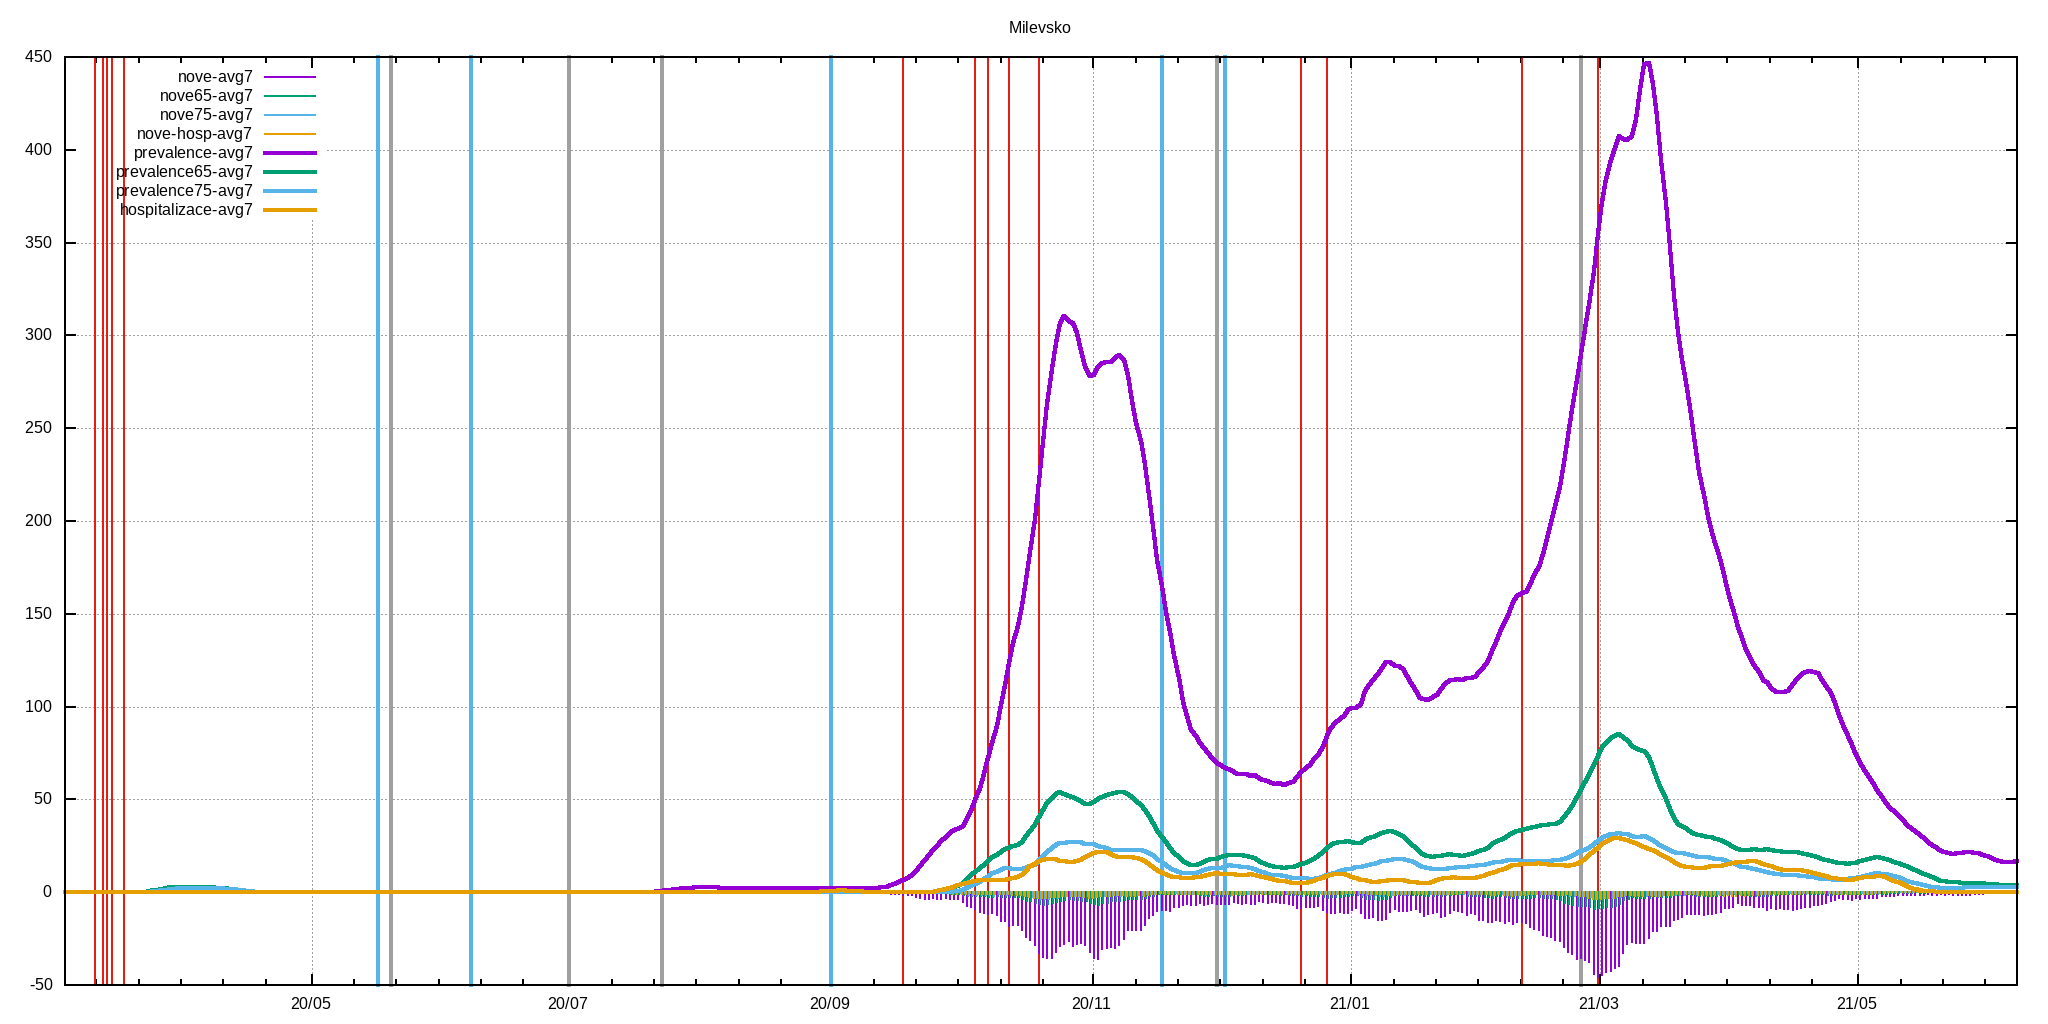 Milevsko
450
400
350
300
250
200
150
100
50
0
-50
nove-avg7
nove65-avg7
nove75-avg7
nove-hosp-avg7
prevalence-avg7
prevalence65-avg7
prevalence75-avg7
hospitalizace-avg7
20/05 20/07 20/09 20/11 21/01 21/03 21/05